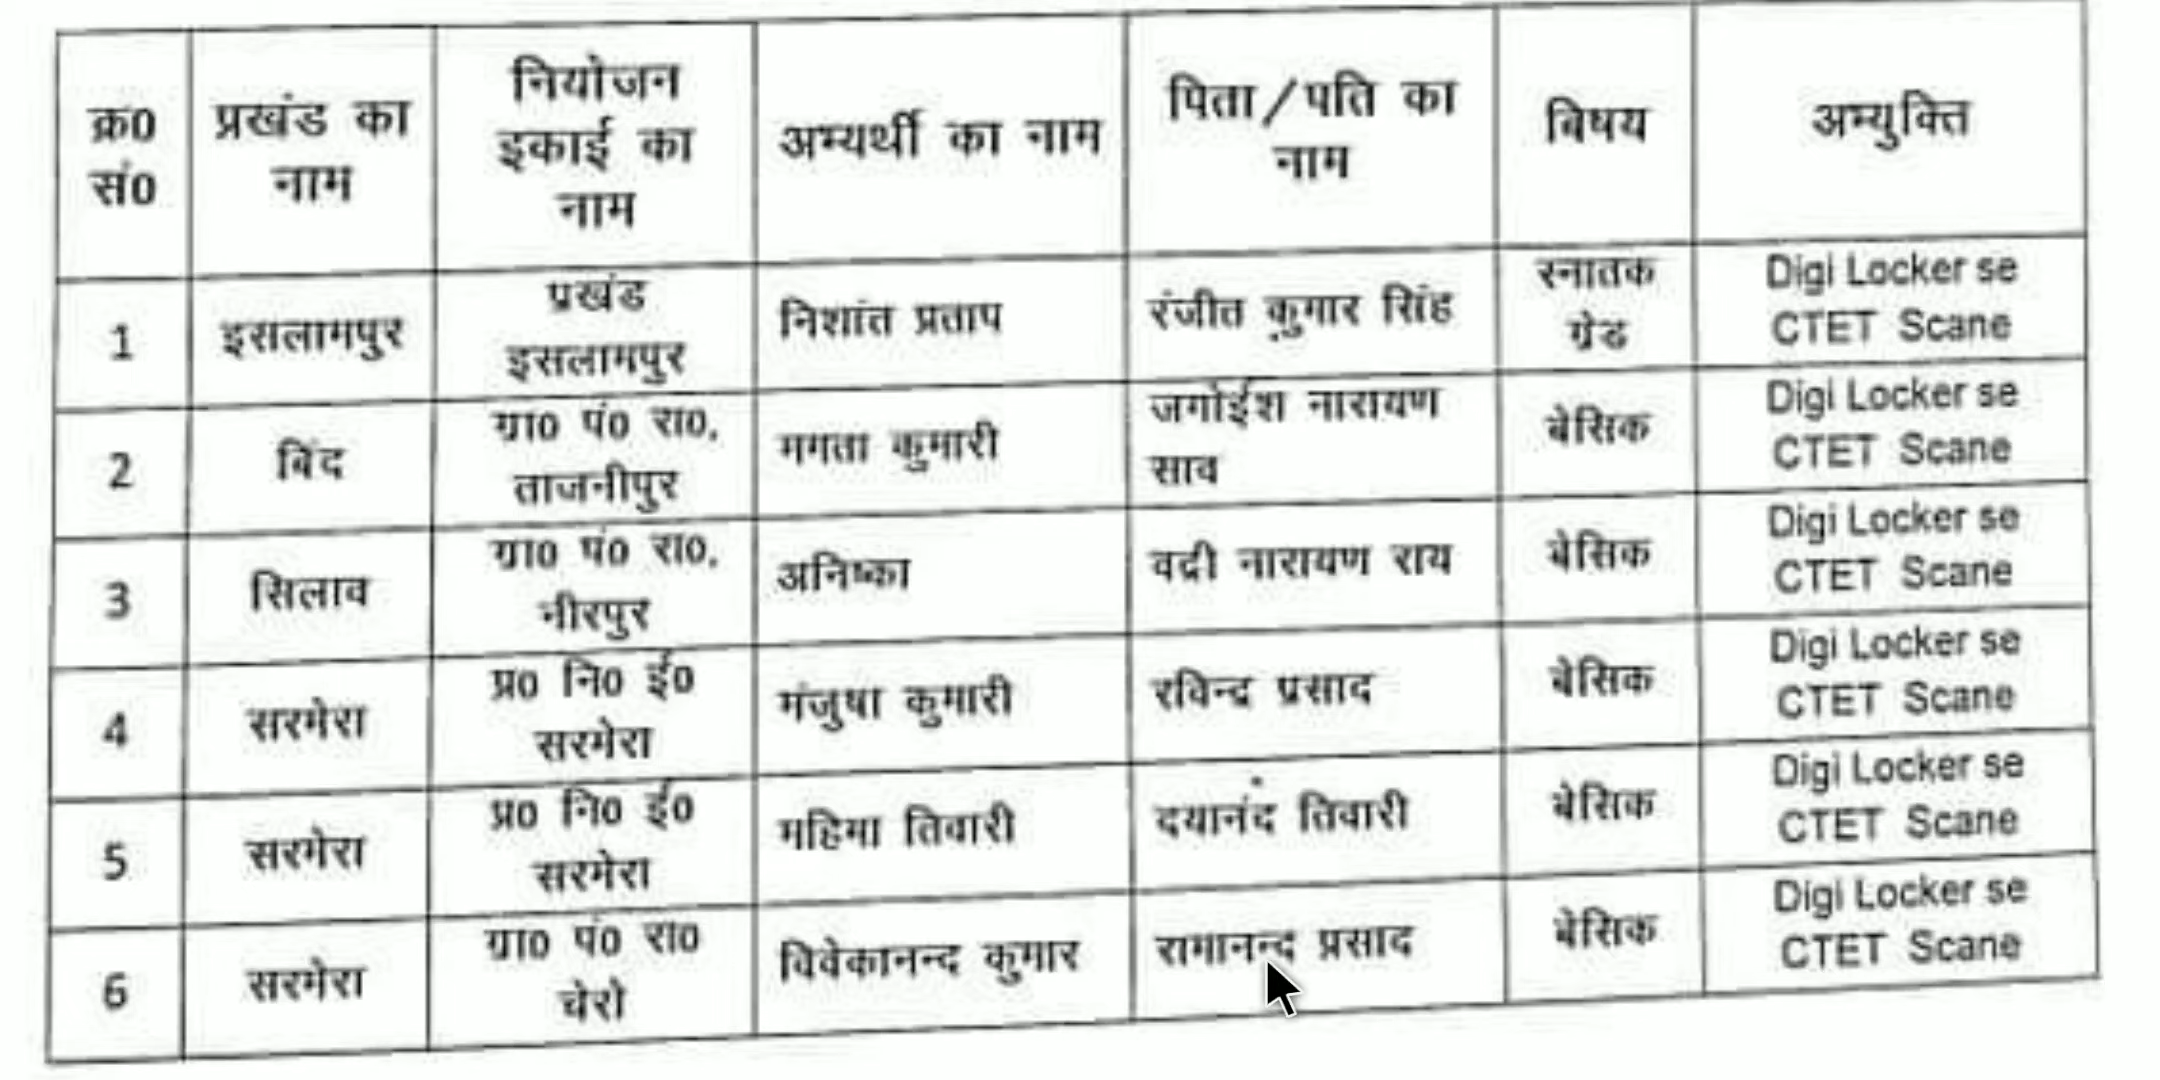 क्र0 सं0 | प्रखंड का नाम | नियोजन इकाई का नाम | अभ्यर्थी का नाम | पिता/पति का नाम | विषय | अभ्युक्ति
1 | इसलामपुर | प्रखंड इसलामपुर | निशांत प्रताप | रंजीत कुमार सिंह | स्नातक ग्रेड | Digi Locker se CTET Scane
2 | बिंद | ग्रा0 पं0 रा0, ताजनीपुर | ममता कुमारी | जगोईश नारायण साव | बेसिक | Digi Locker se CTET Scane
3 | सिलाव | ग्रा0 पं0 रा0, नीरपुर | अनिष्का | वद्री नारायण राय | बेसिक | Digi Locker se CTET Scane
4 | सरमेरा | प्र0 नि0 ई0 सरमेरा | मंजुषा कुमारी | रविन्द्र प्रसाद | बेसिक | Digi Locker se CTET Scane
5 | सरमेरा | प्र0 नि0 ई0 सरमेरा | महिमा तिवारी | दयानंद तिवारी | बेसिक | Digi Locker se CTET Scane
6 | सरमेरा | ग्रा0 पं0 रा0 चेरो | विवेकानन्द कुमार | रामानन्द प्रसाद | बेसिक | Digi Locker se CTET Scane